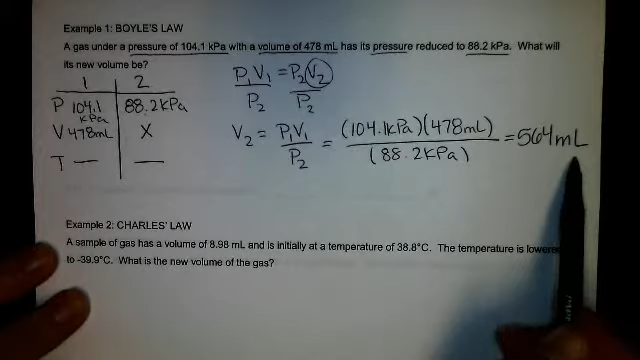 Example 1: BOYLE'S LAW
A gas under a pressure of 104.1 kPa with a volume of 478 mL has its pressure reduced to 88.2 kPa. What will
its new volume be?
1 2
P 104.1 kPa 88.2kPa
V 478mL X
T — —
P₁V₁ = P₂V₂
P₂ P₂
V₂ = P₁V₁ = (104.1kPa)(478mL) = 564mL
P₂ (88.2kPa)
Example 2: CHARLES' LAW
A sample of gas has a volume of 8.98 mL and is initially at a temperature of 38.8°C. The temperature is lowered
to -39.9°C. What is the new volume of the gas?